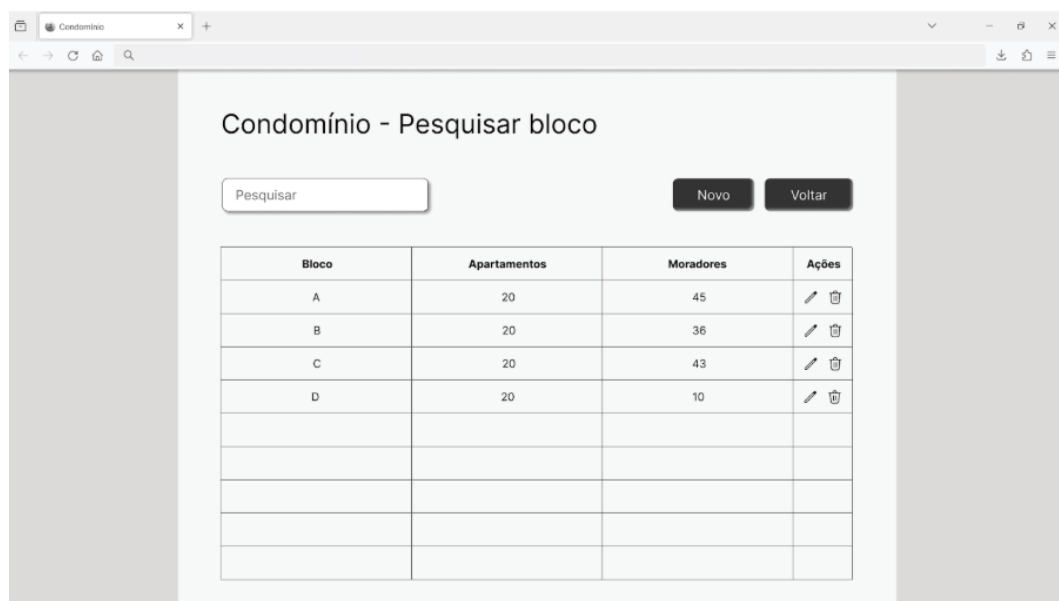 Condomínio
Condomínio - Pesquisar bloco
Pesquisar
Novo Voltar
Bloco Apartamentos Moradores Ações
A 20 45
B 20 36
C 20 43
D 20 10